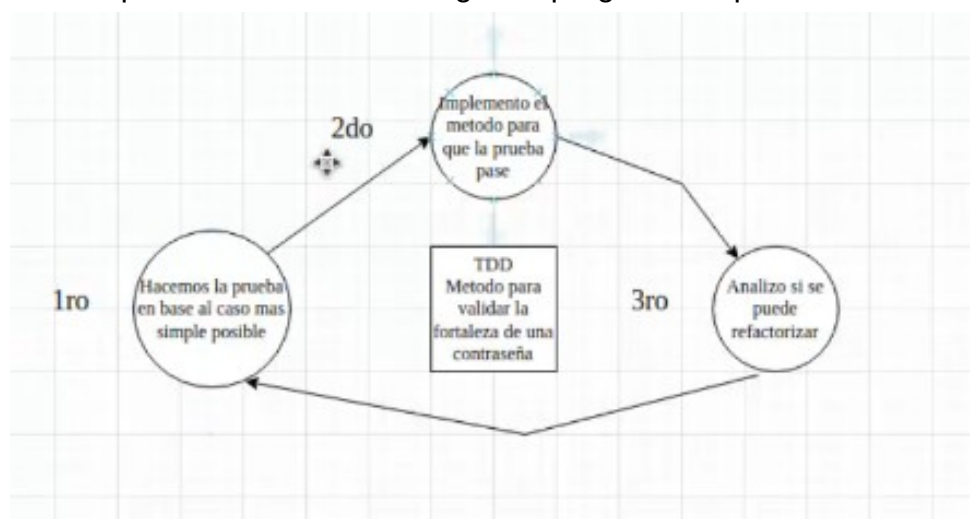 2do
Implemento el
metodo para
que la prueba
pase
1ro
Hacemos la prueba
en base al caso mas
simple posible
TDD
Metodo para
validar la
fortaleza de una
contraseña
3ro
Analizo si se
puede
refactorizar